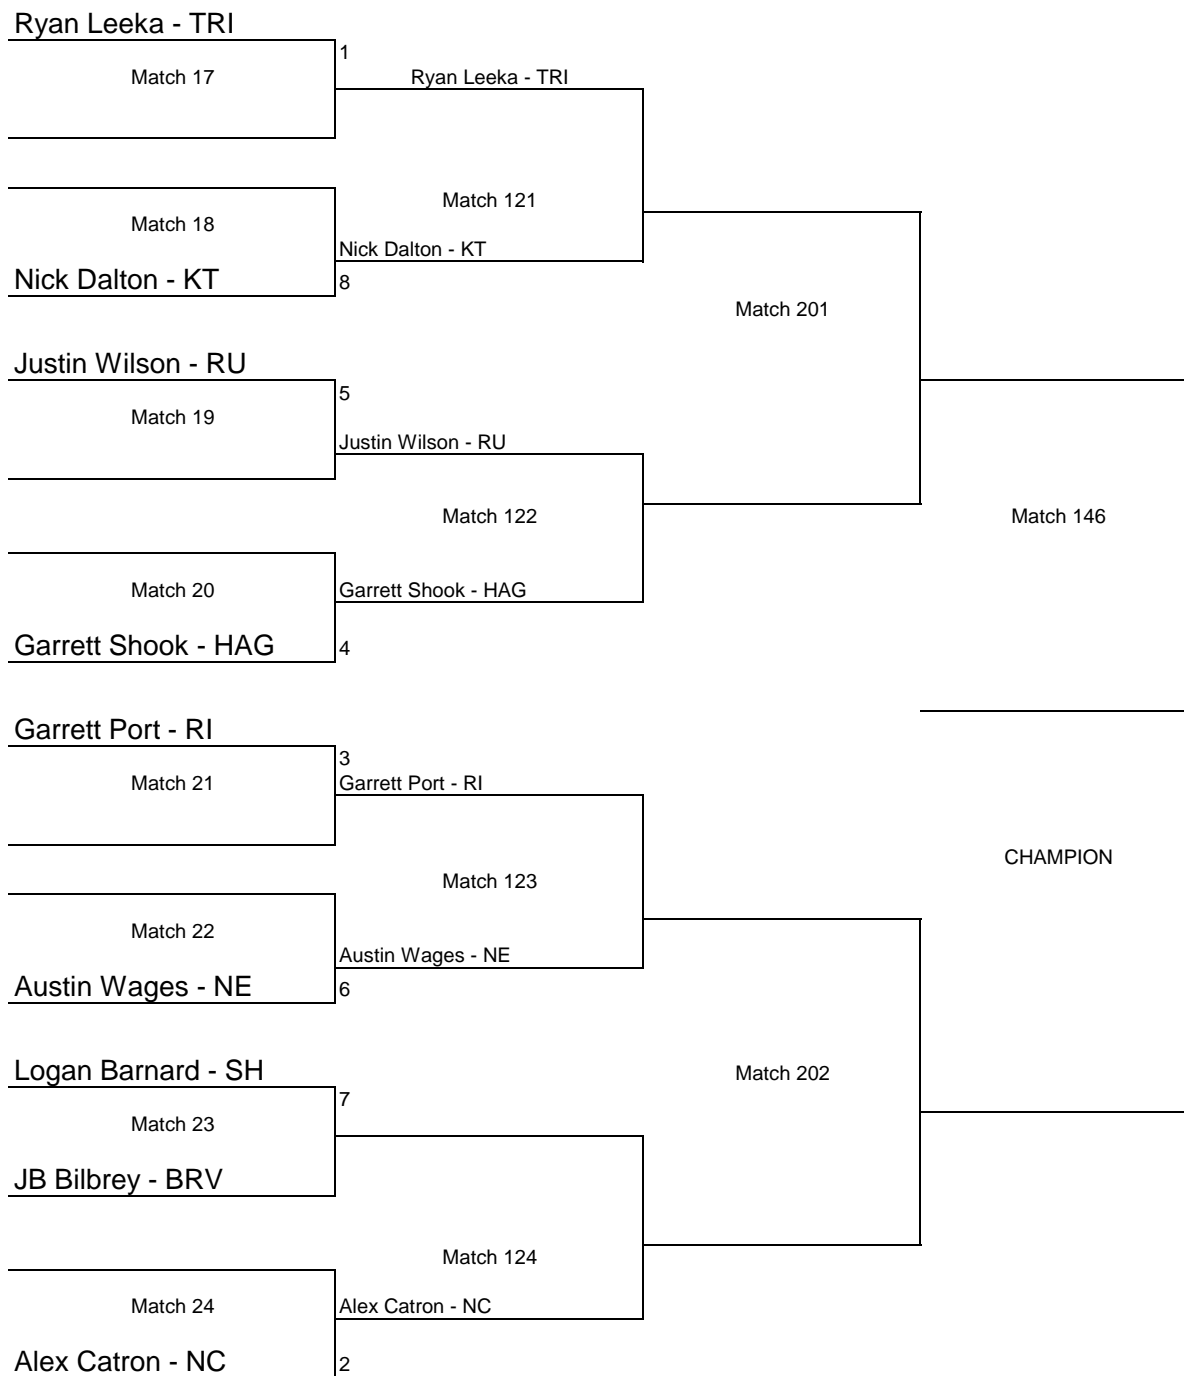 Ryan Leeka - TRI
1
Match 17
Ryan Leeka - TRI
Match 121
Match 18
Nick Dalton - KT
Nick Dalton - KT
8
Match 201
Justin Wilson - RU
5
Match 19
Justin Wilson - RU
Match 122
Match 146
Match 20
Garrett Shook - HAG
Garrett Shook - HAG
4
Garrett Port - RI
3
Match 21
Garrett Port - RI
CHAMPION
Match 123
Match 22
Austin Wages - NE
Austin Wages - NE
6
Logan Barnard - SH
Match 202
7
Match 23
JB Bilbrey - BRV
Match 124
Match 24
Alex Catron - NC
Alex Catron - NC
2